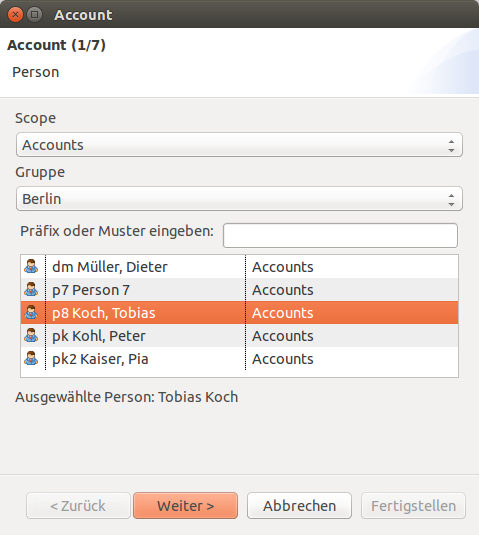 Account
Account (1/7)
Person
Scope
Accounts
Gruppe
Berlin
Präfix oder Muster eingeben:
dm Müller, Dieter Accounts
p7 Person 7 Accounts
p8 Koch, Tobias Accounts
pk Kohl, Peter Accounts
pk2 Kaiser, Pia Accounts
Ausgewählte Person: Tobias Koch
< Zurück Weiter > Abbrechen Fertigstellen